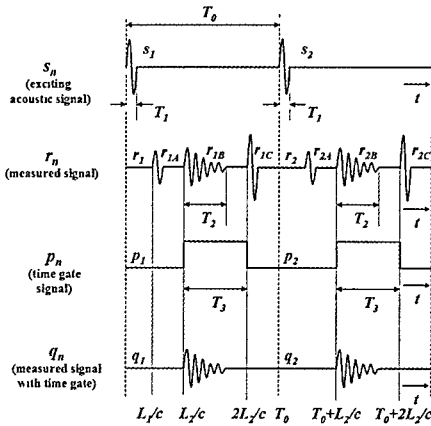 T₀
s₁ s₂
sₙ
(exciting
acoustic signal)
t
T₁ T₁
rₙ
(measured signal)
r₁ r₁A r₁B r₁C r₂ r₂A r₂B r₂C
T₂ T₂ t
pₙ
(time gate
signal)
p₁ p₂
T₃ T₃ t
qₙ
(measured signal
with time gate)
q₁ q₂
t
L₁/c L₂/c 2L₂/c T₀ T₀+L₂/c T₀+2L₂/c